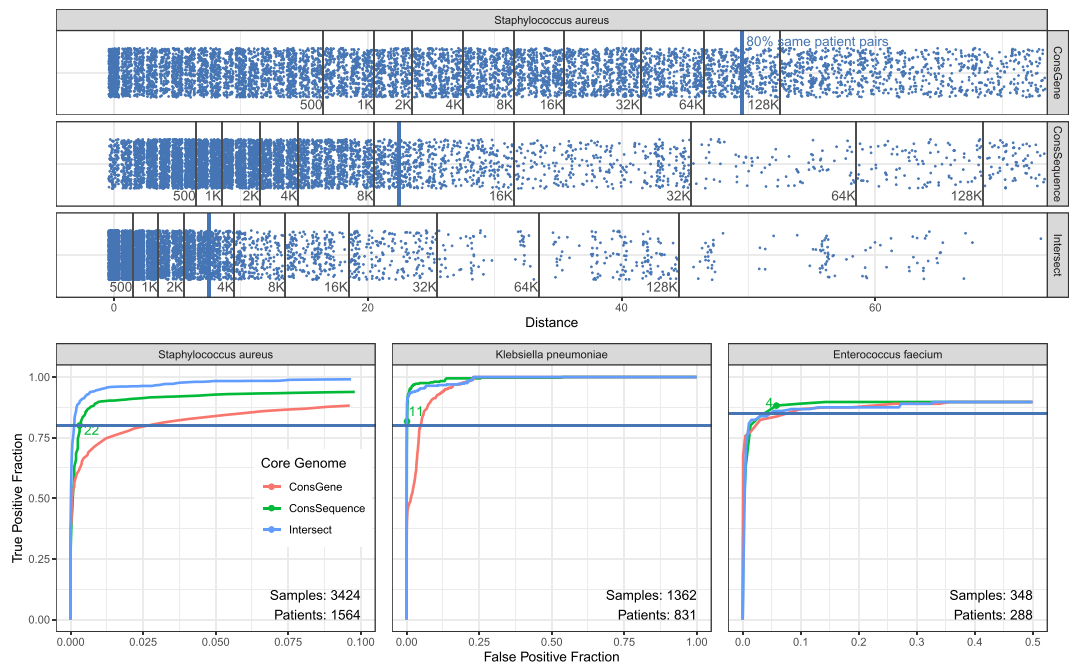 Staphylococcus aureus
80% same patient pairs
500 1K 2K 4K 8K 16K 32K 64K 128K
ConsGene
500 1K 2K 4K 8K 16K 32K 64K 128K
ConsSequence
500 1K 2K 4K 8K 16K 32K 64K 128K
Intersect
0 20 40 60
Distance
Staphylococcus aureus Klebsiella pneumoniae Enterococcus faecium
True Positive Fraction
1.00
0.75
0.50
0.25
0.00
22
11
4
Core Genome
ConsGene
ConsSequence
Intersect
Samples: 3424
Patients: 1564
Samples: 1362
Patients: 831
Samples: 348
Patients: 288
0.000 0.025 0.050 0.075 0.100
0.00 0.25 0.50 0.75 1.00
0.0 0.1 0.2 0.3 0.4 0.5
False Positive Fraction